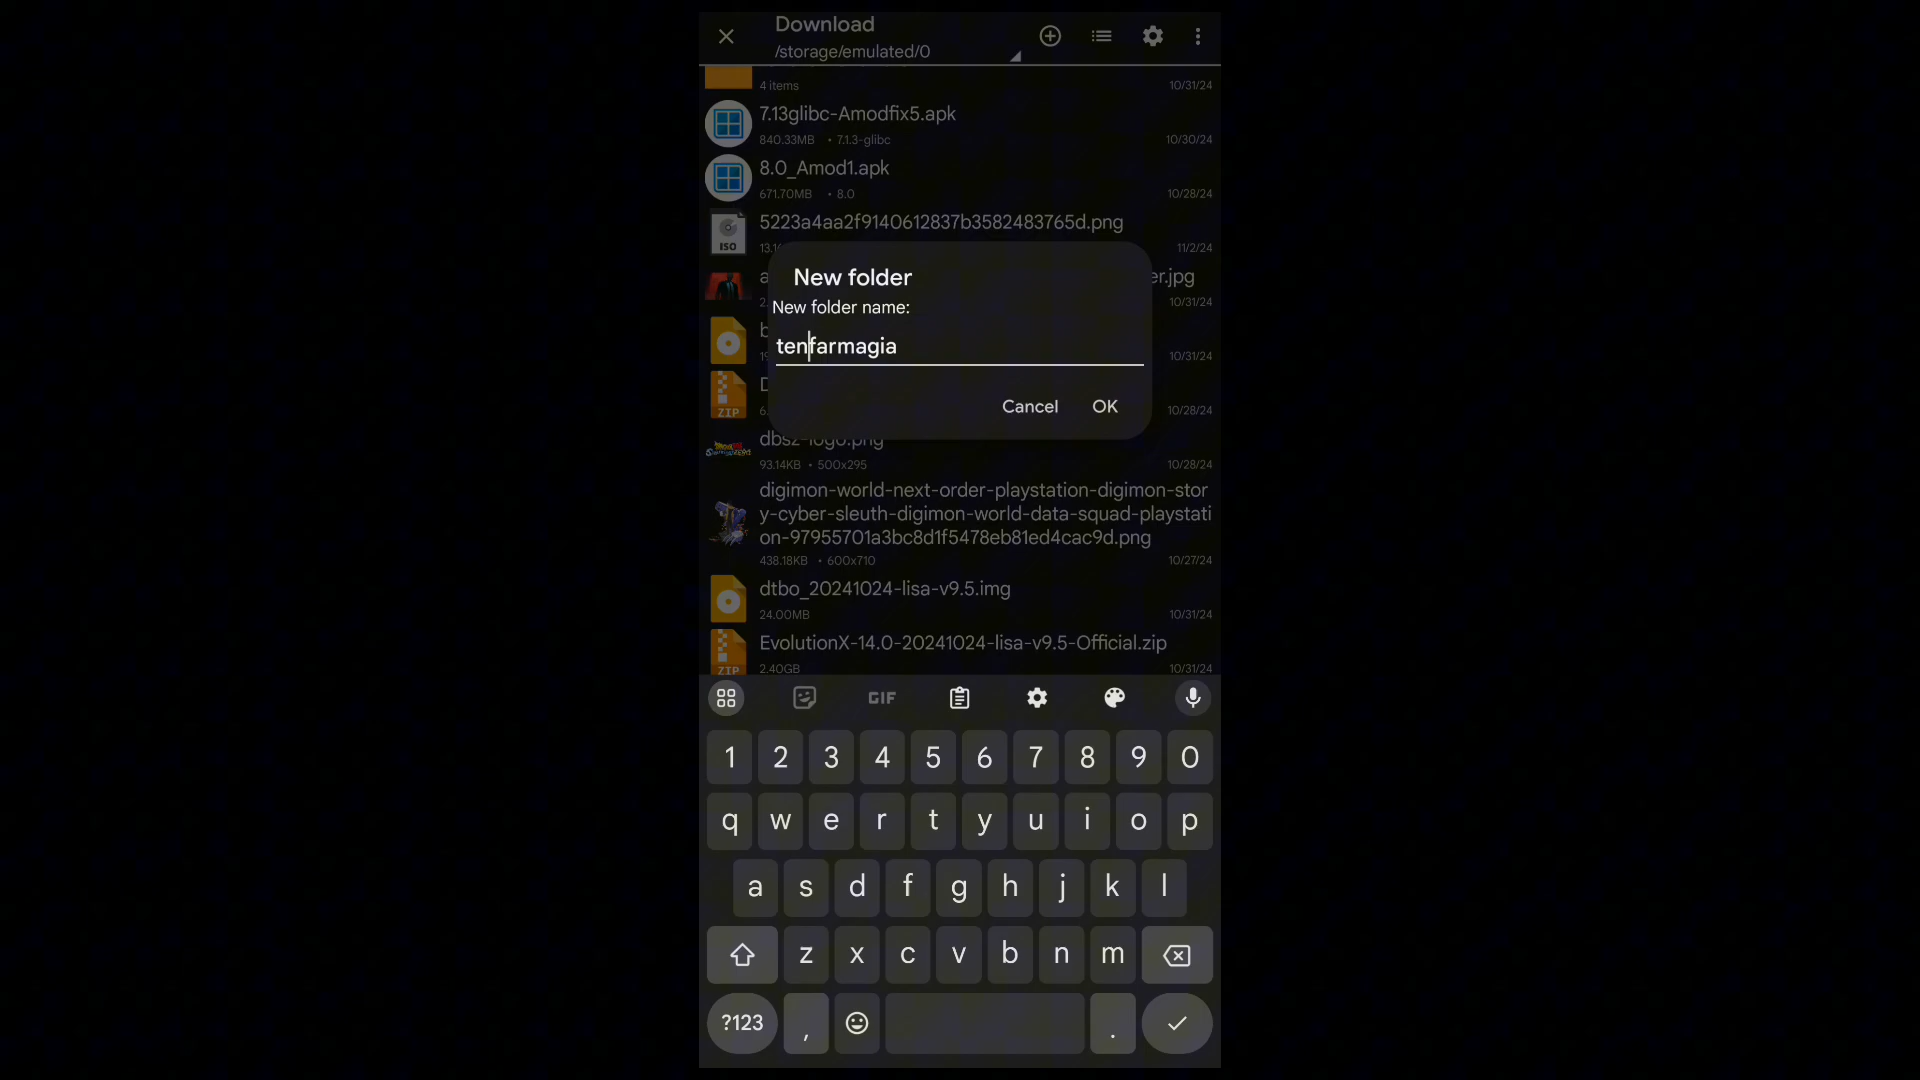 Download
/storage/emulated/0
4 items
10/31/24
7.13glibc-Amodfix5.apk
840.33MB • 7.1.3-glibc
10/30/24
8.0_Amod1.apk
671.70MB • 8.0
10/28/24
5223a4aa2f9140612837b3582483765d.png
ISO
11/2/24
er.jpg
10/31/24
New folder
New folder name:
tenfarmagia
Cancel
OK
10/31/24
ZIP
10/28/24
dbsz-logo.png
93.14KB • 500x295
10/28/24
digimon-world-next-order-playstation-digimon-stor
y-cyber-sleuth-digimon-world-data-squad-playstati
on-97955701a3bc8d1f5478eb81ed4cac9d.png
438.18KB • 600x710
10/27/24
dtbo_20241024-lisa-v9.5.img
24.00MB
10/31/24
EvolutionX-14.0-20241024-lisa-v9.5-Official.zip
ZIP
2.40GB
10/31/24
GIF
1 2 3 4 5 6 7 8 9 0
q w e r t y u i o p
a s d f g h j k l
z x c v b n m
?123 , .